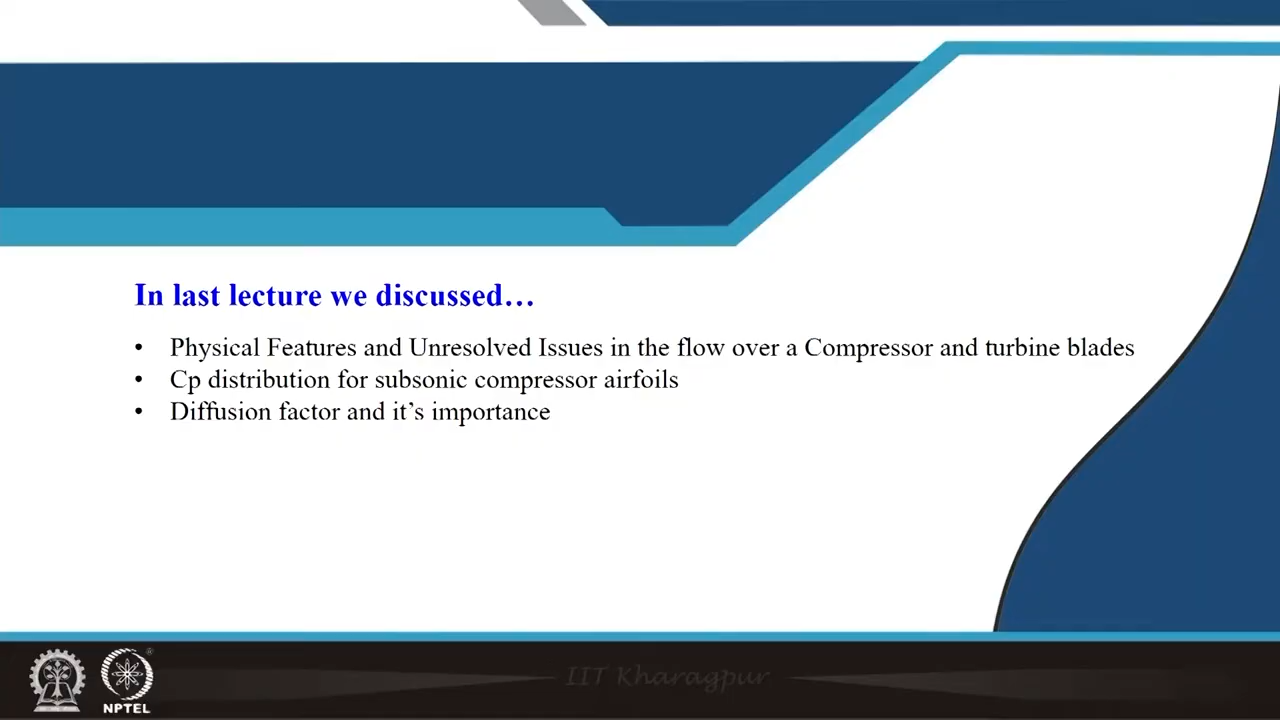 In last lecture we discussed…
• Physical Features and Unresolved Issues in the flow over a Compressor and turbine blades
• Cp distribution for subsonic compressor airfoils
• Diffusion factor and it’s importance
IIT Kharagpur
®
NPTEL